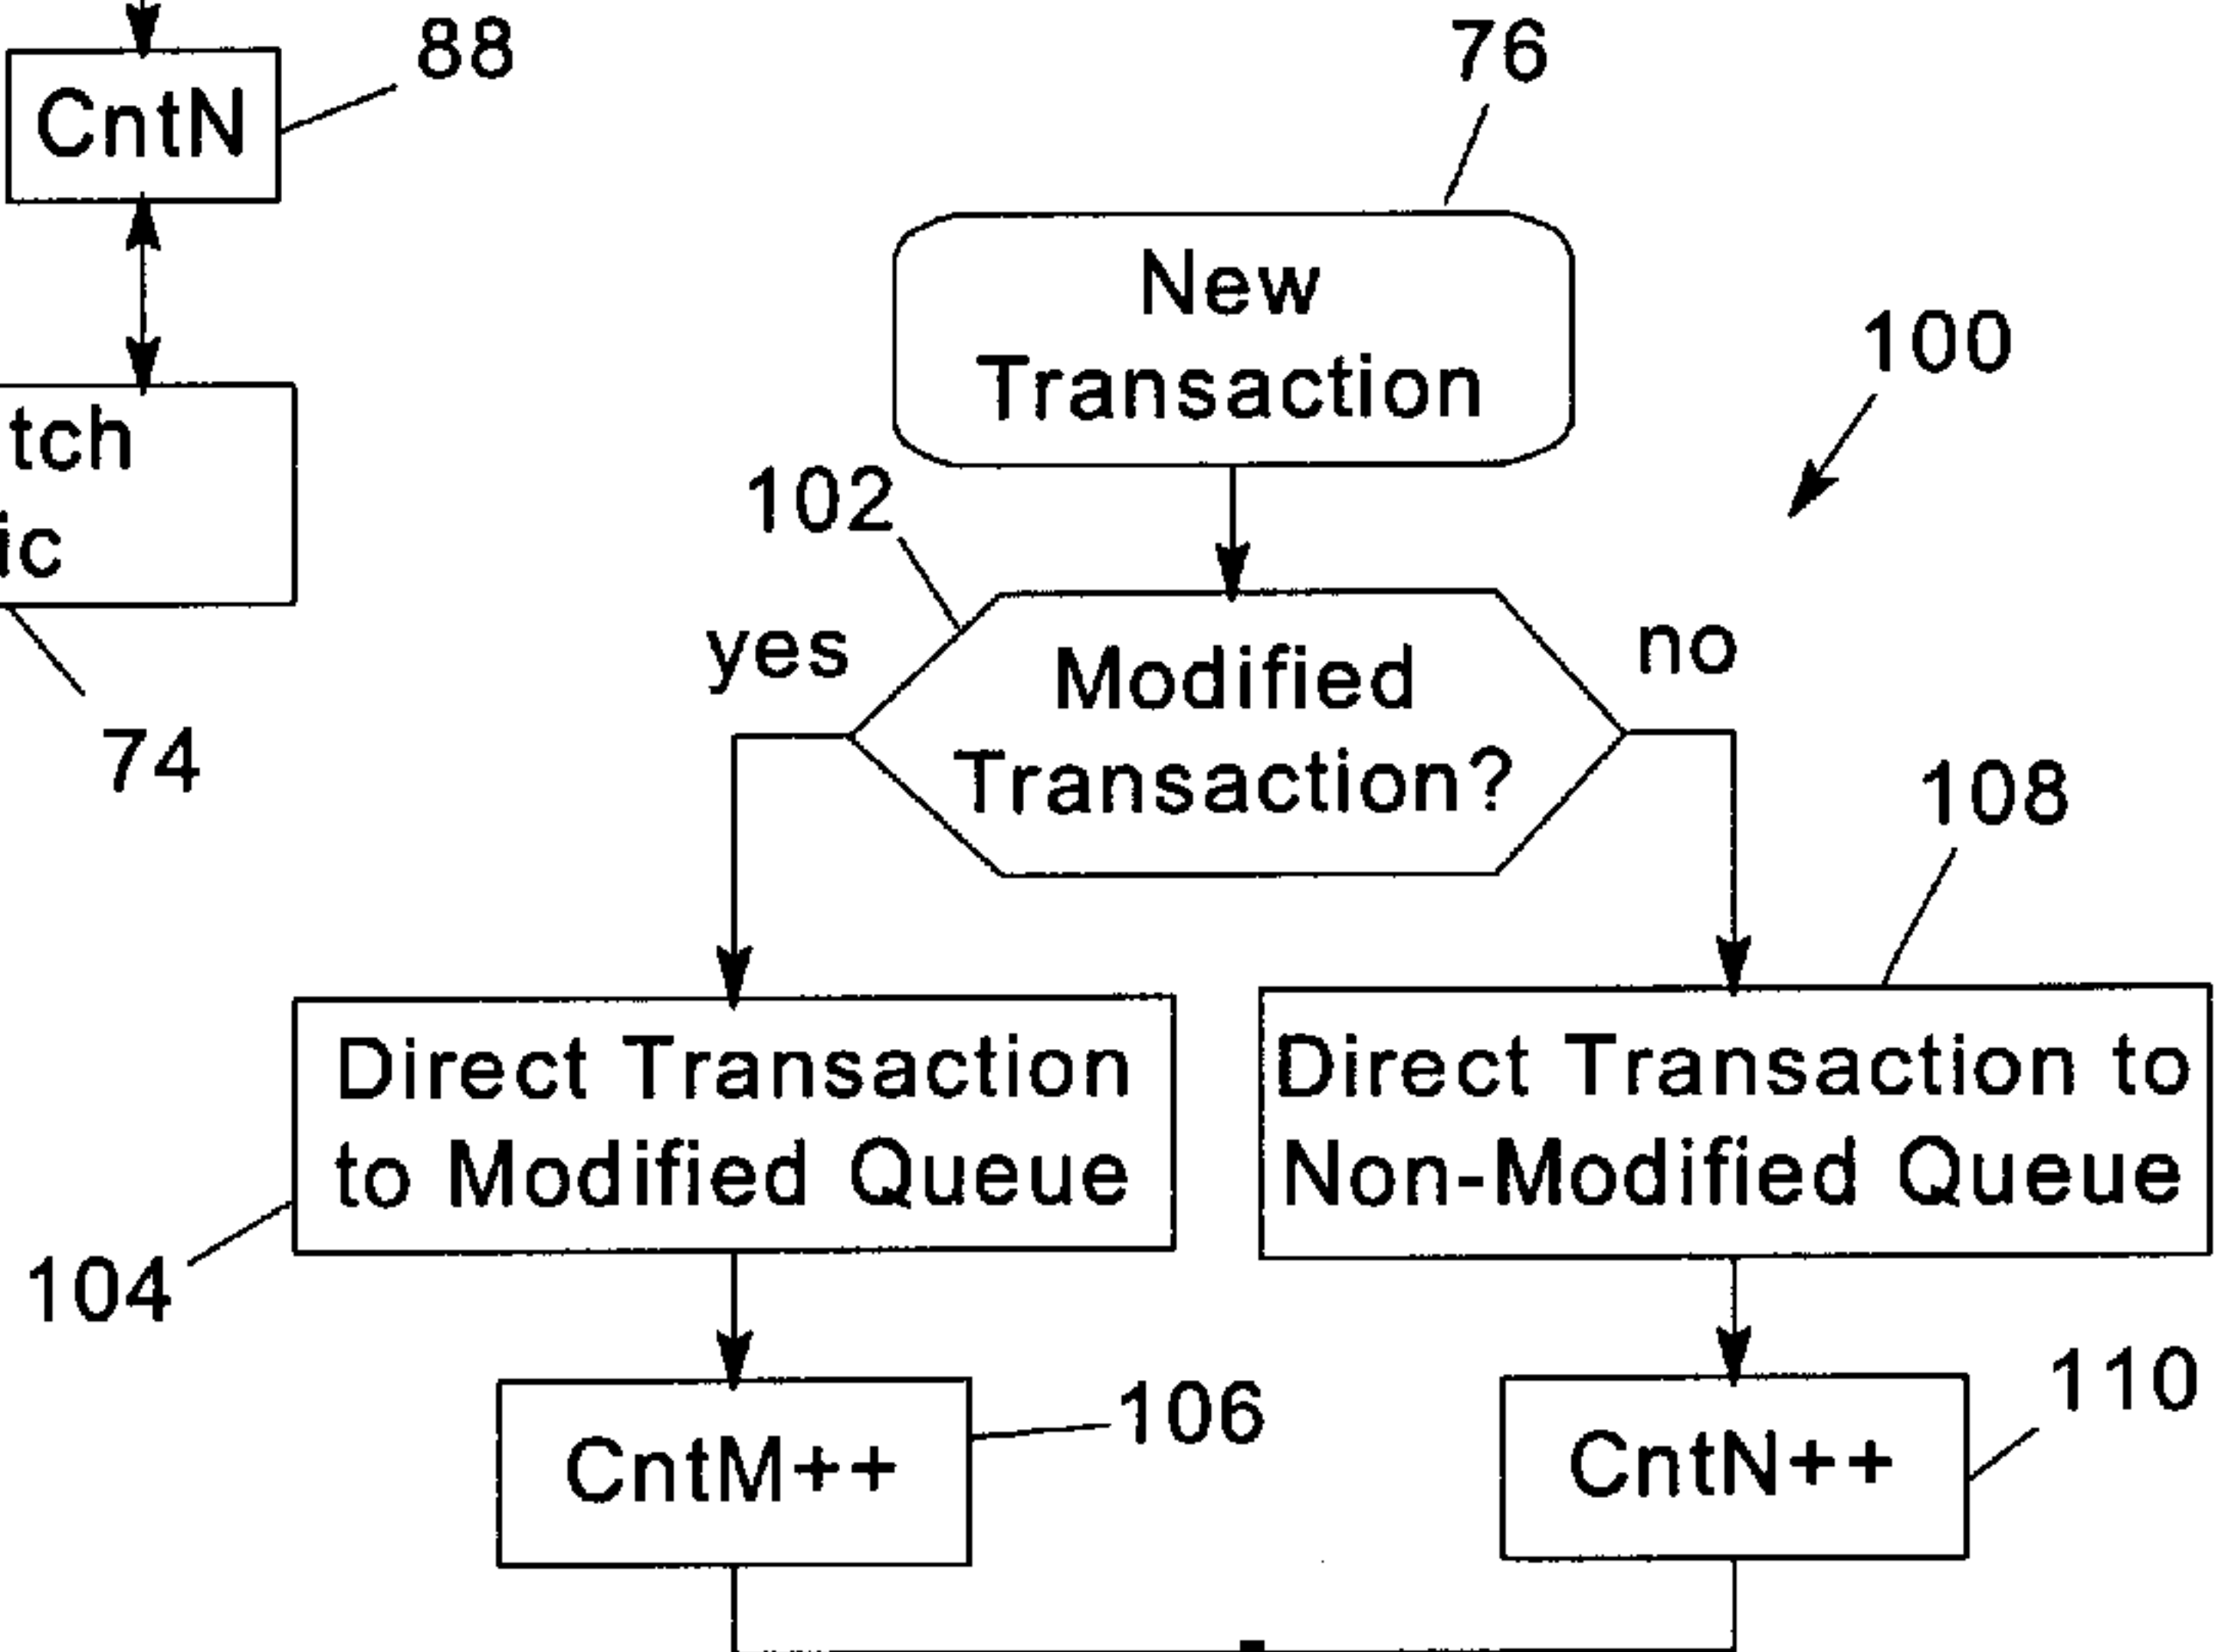 88
CntN
tch
ic
74
76
New
Transaction
100
102
yes
Modified
Transaction?
no
108
Direct Transaction
to Modified Queue
Direct Transaction to
Non-Modified Queue
104
CntM++
106
CntN++
110